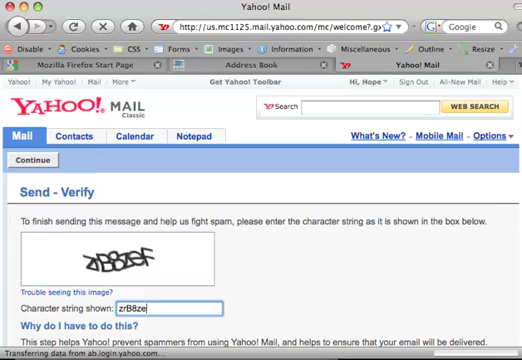 Yahoo! Mail
http://us.mc1125.mail.yahoo.com/mc/welcome?.gx
Google
Disable Cookies CSS Forms Images Information Miscellaneous Outline Resize
Mozilla Firefox Start Page Address Book Yahoo! Mail
Yahoo! My Yahoo! Mail More Get Yahoo! Toolbar Hi, Hope Sign Out All-New Mail Help
YAHOO! MAIL
Classic
Y! Search WEB SEARCH
Mail Contacts Calendar Notepad What's New? Mobile Mail Options
Continue
Send - Verify
To finish sending this message and help us fight spam, please enter the character string as it is shown in the box below.
Trouble seeing this image?
Character string shown: zrB8ze
Why do I have to do this?
This step helps Yahoo! prevent spammers from using Yahoo! Mail, and helps to ensure that your email will be delivered.
Transferring data from ab.login.yahoo.com...